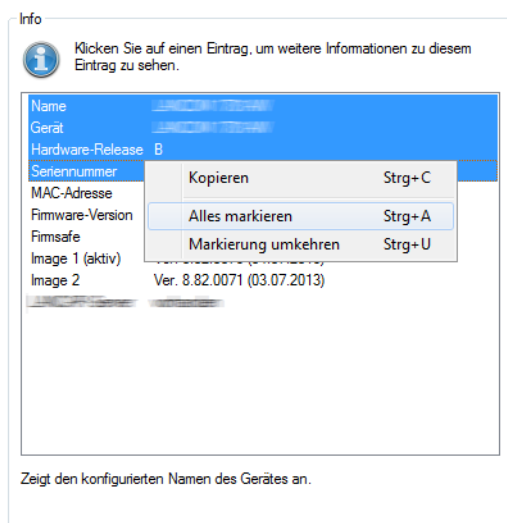 Info
Klicken Sie auf einen Eintrag, um weitere Informationen zu diesem
Eintrag zu sehen.
Name
Gerät
Hardware-Release B
Seriennummer
MAC-Adresse
Firmware-Version
Firmsafe
Image 1 (aktiv)
Image 2 Ver. 8.82.0071 (03.07.2013)
Kopieren Strg+C
Alles markieren Strg+A
Markierung umkehren Strg+U
Zeigt den konfigurierten Namen des Gerätes an.